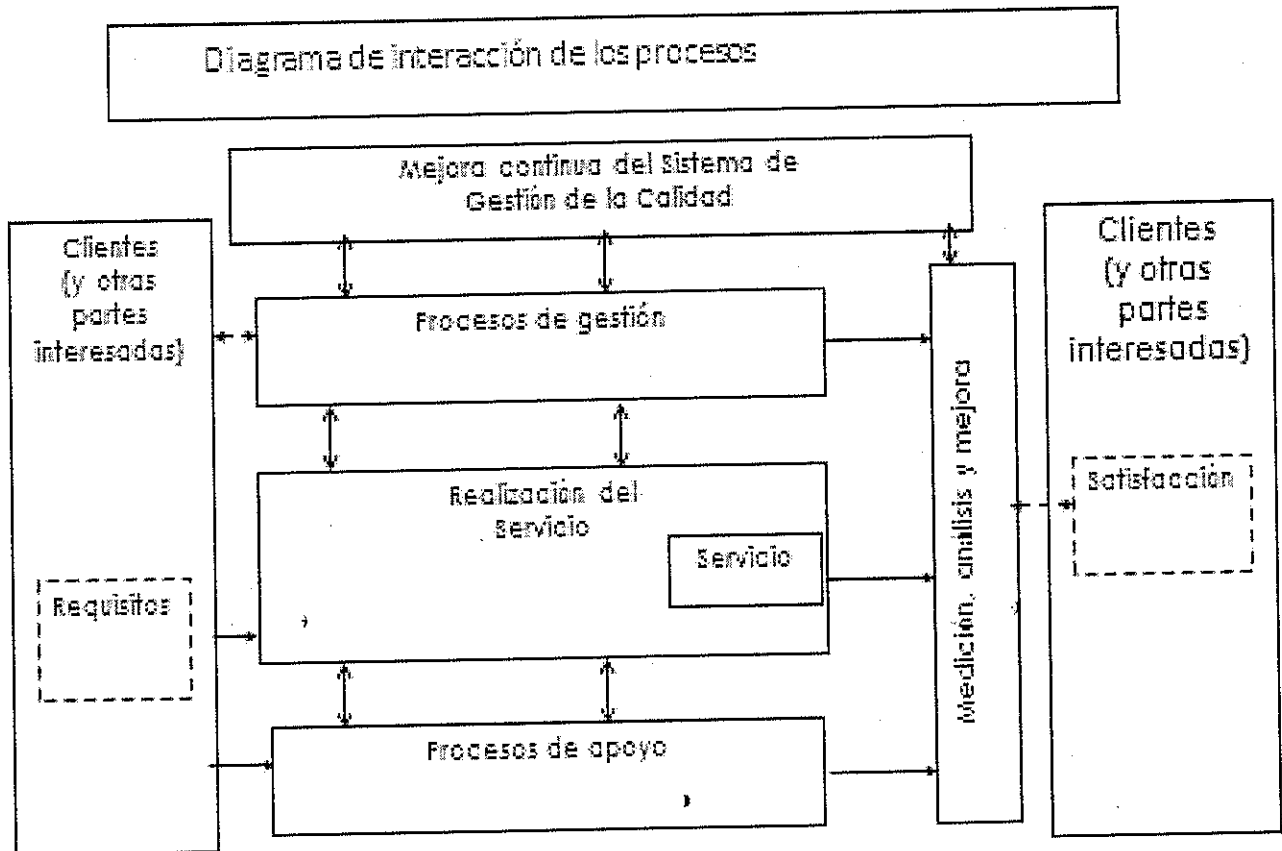 Diagrama de interacción de los procesos
Mejora continua del Sistema de
Gestión de la Calidad
Clientes
(y otras
partes
interesadas)
Procesos de gestión
Realización del
Servicio
Servicio
Requisitos
Procesos de apoyo
Medición, análisis y mejora
Clientes
(y otras
partes
interesadas)
Satisfacción